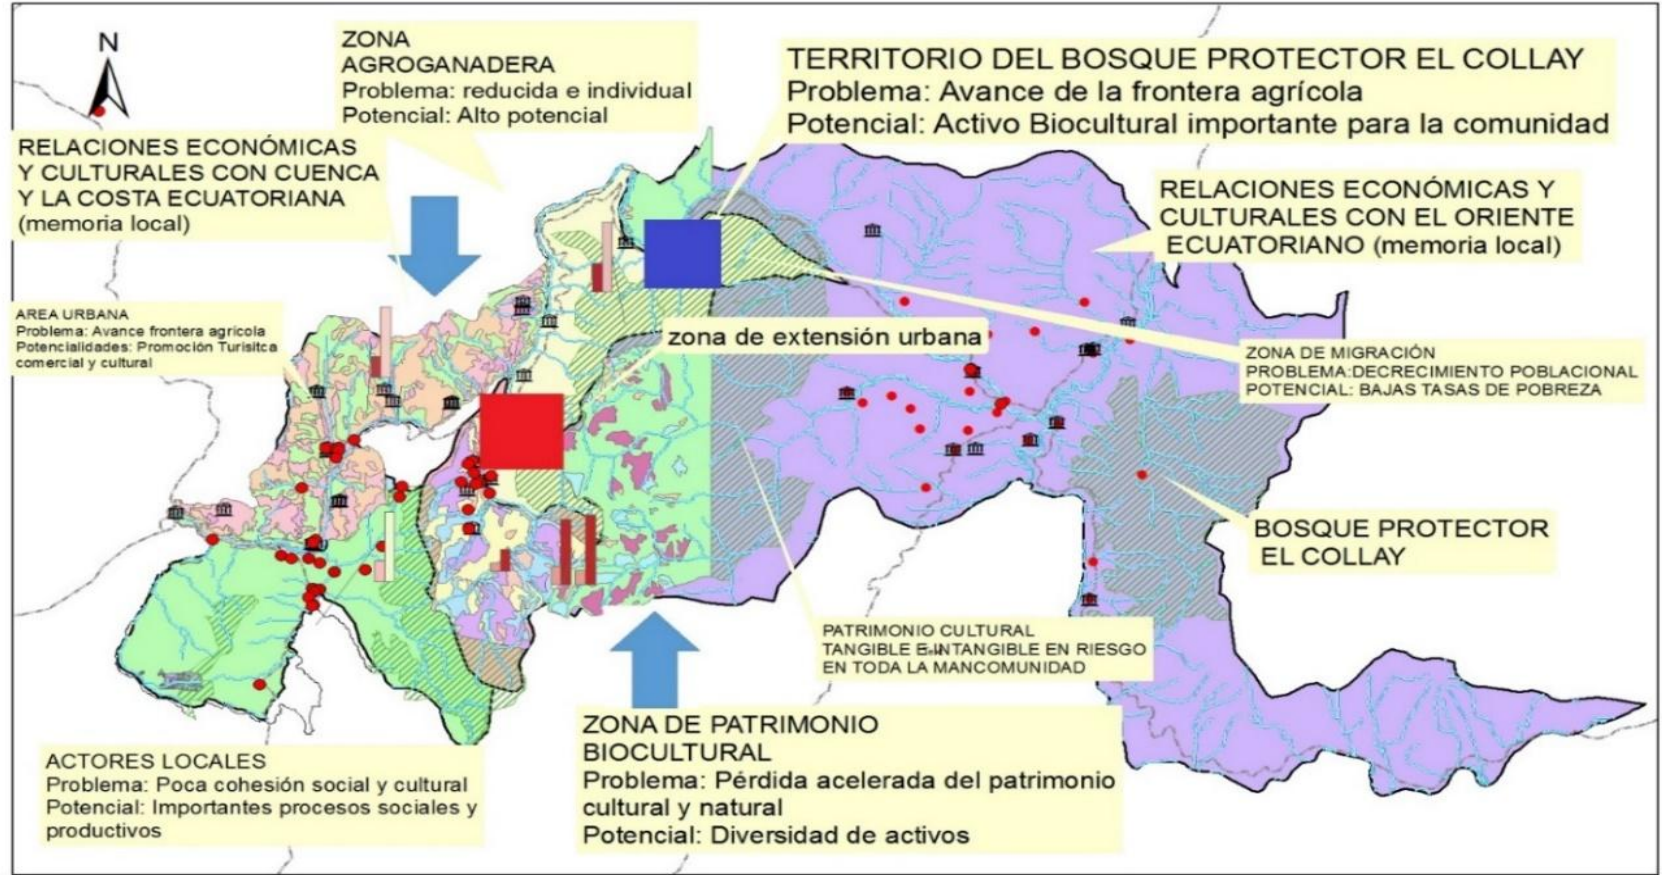 N
ZONA
AGROGANADERA
Problema: reducida e individual
Potencial: Alto potencial
TERRITORIO DEL BOSQUE PROTECTOR EL COLLAY
Problema: Avance de la frontera agrícola
Potencial: Activo Biocultural importante para la comunidad
RELACIONES ECONÓMICAS
Y CULTURALES CON CUENCA
Y LA COSTA ECUATORIANA
(memoria local)
RELACIONES ECONÓMICAS Y
CULTURALES CON EL ORIENTE
ECUATORIANO (memoria local)
AREA URBANA
Problema: Avance frontera agrícola
Potencialidades: Promoción Turisitca
comercial y cultural
zona de extensión urbana
ZONA DE MIGRACIÓN
PROBLEMA:DECRECIMIENTO POBLACIONAL
POTENCIAL: BAJAS TASAS DE POBREZA
BOSQUE PROTECTOR
EL COLLAY
PATRIMONIO CULTURAL
TANGIBLE E INTANGIBLE EN RIESGO
EN TODA LA MANCOMUNIDAD
ZONA DE PATRIMONIO
BIOCULTURAL
Problema: Pérdida acelerada del patrimonio
cultural y natural
Potencial: Diversidad de activos
ACTORES LOCALES
Problema: Poca cohesión social y cultural
Potencial: Importantes procesos sociales y
productivos